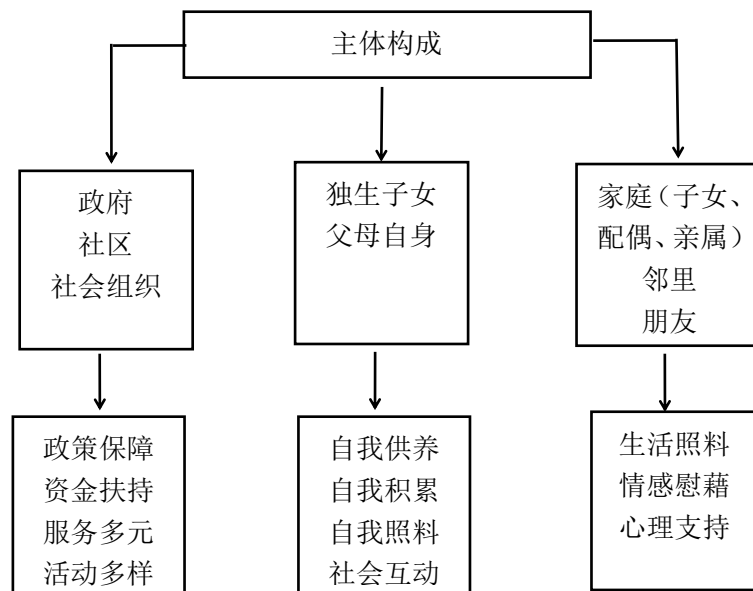 主体构成
政府
社区
社会组织
独生子女
父母自身
家庭（子女、
配偶、亲属）
邻里
朋友
政策保障
资金扶持
服务多元
活动多样
自我供养
自我积累
自我照料
社会互动
生活照料
情感慰藉
心理支持